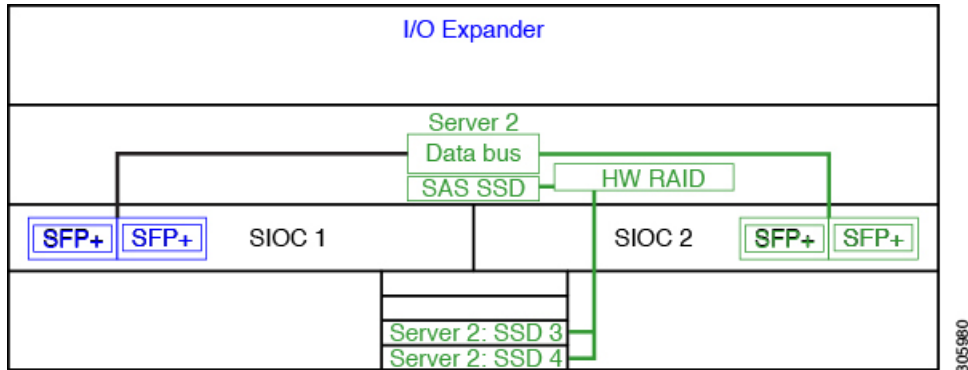 I/O Expander
Server 2
Data bus
SAS SSD
HW RAID
SFP+ SFP+ SIOC 1 SIOC 2 SFP+ SFP+
Server 2: SSD 3
Server 2: SSD 4
305980